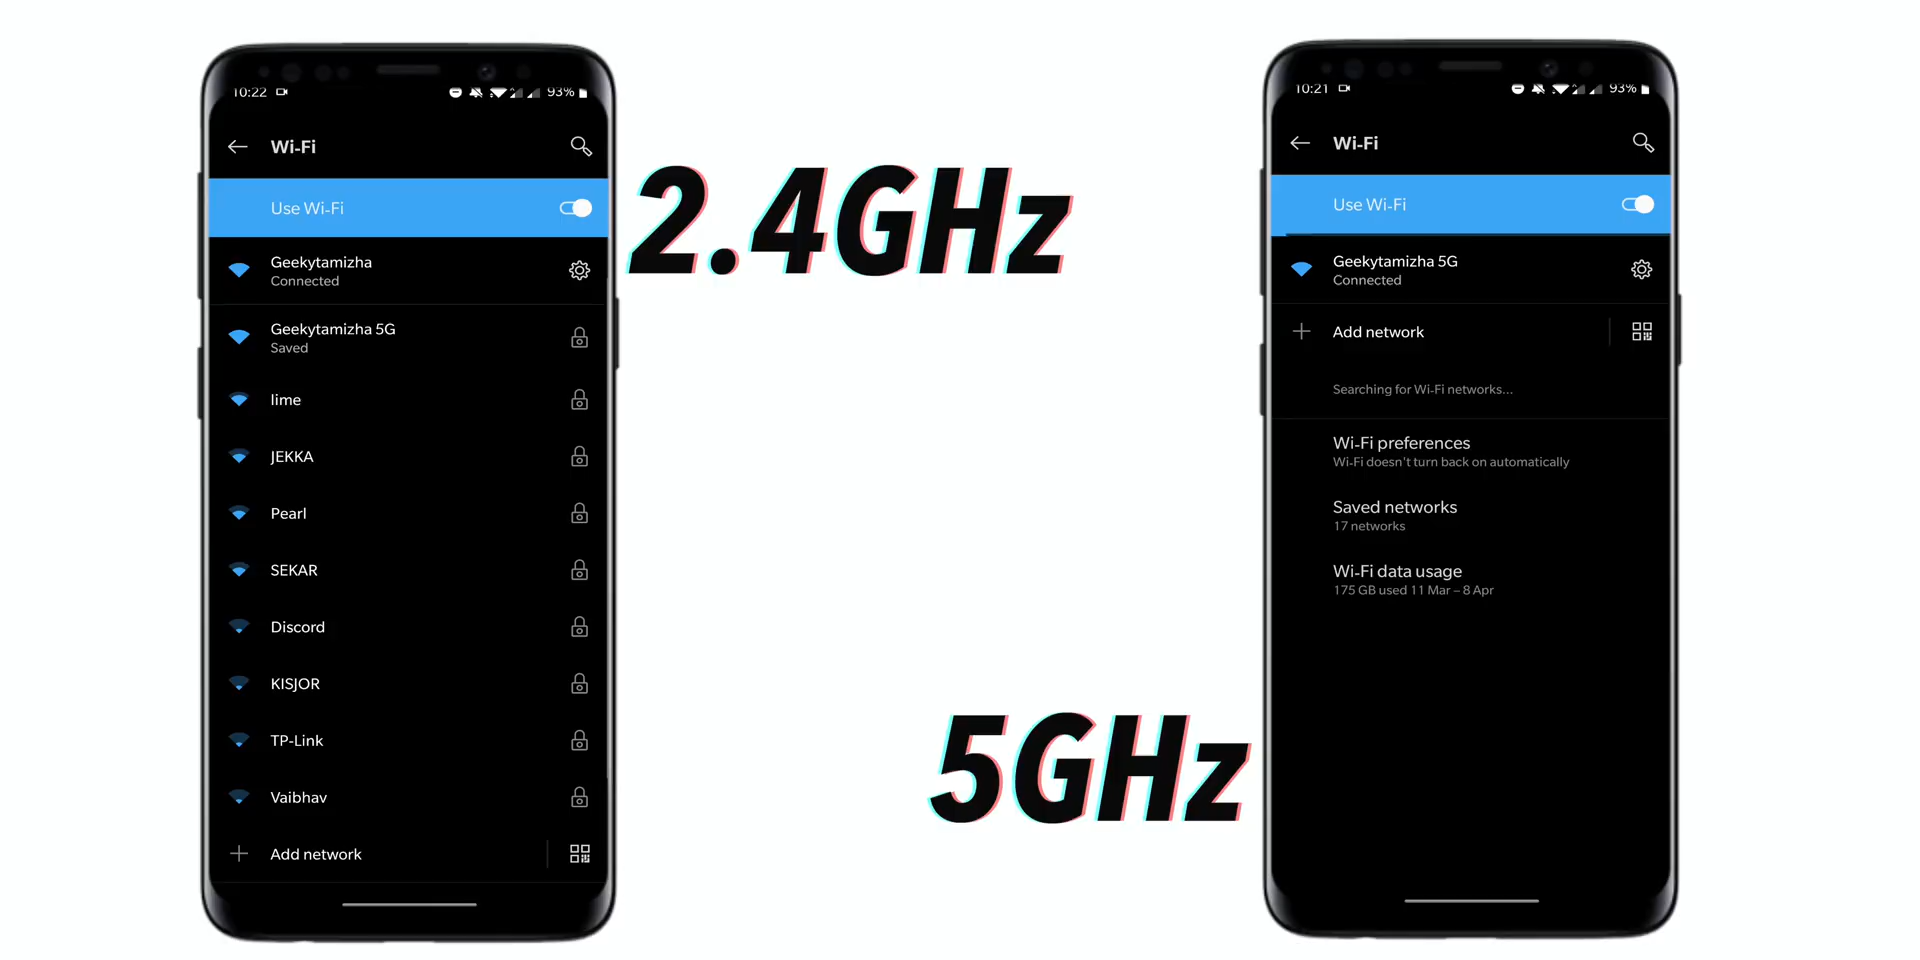 10:22
93%
Wi-Fi
Use Wi-Fi
Geekytamizha
Connected
Geekytamizha 5G
Saved
lime
JEKKA
Pearl
SEKAR
Discord
KISJOR
TP-Link
Vaibhav
Add network
2.4GHz
5GHz
10:21
93%
Wi-Fi
Use Wi-Fi
Geekytamizha 5G
Connected
Add network
Searching for Wi-Fi networks...
Wi-Fi preferences
Wi-Fi doesn't turn back on automatically
Saved networks
17 networks
Wi-Fi data usage
175 GB used 11 Mar – 8 Apr